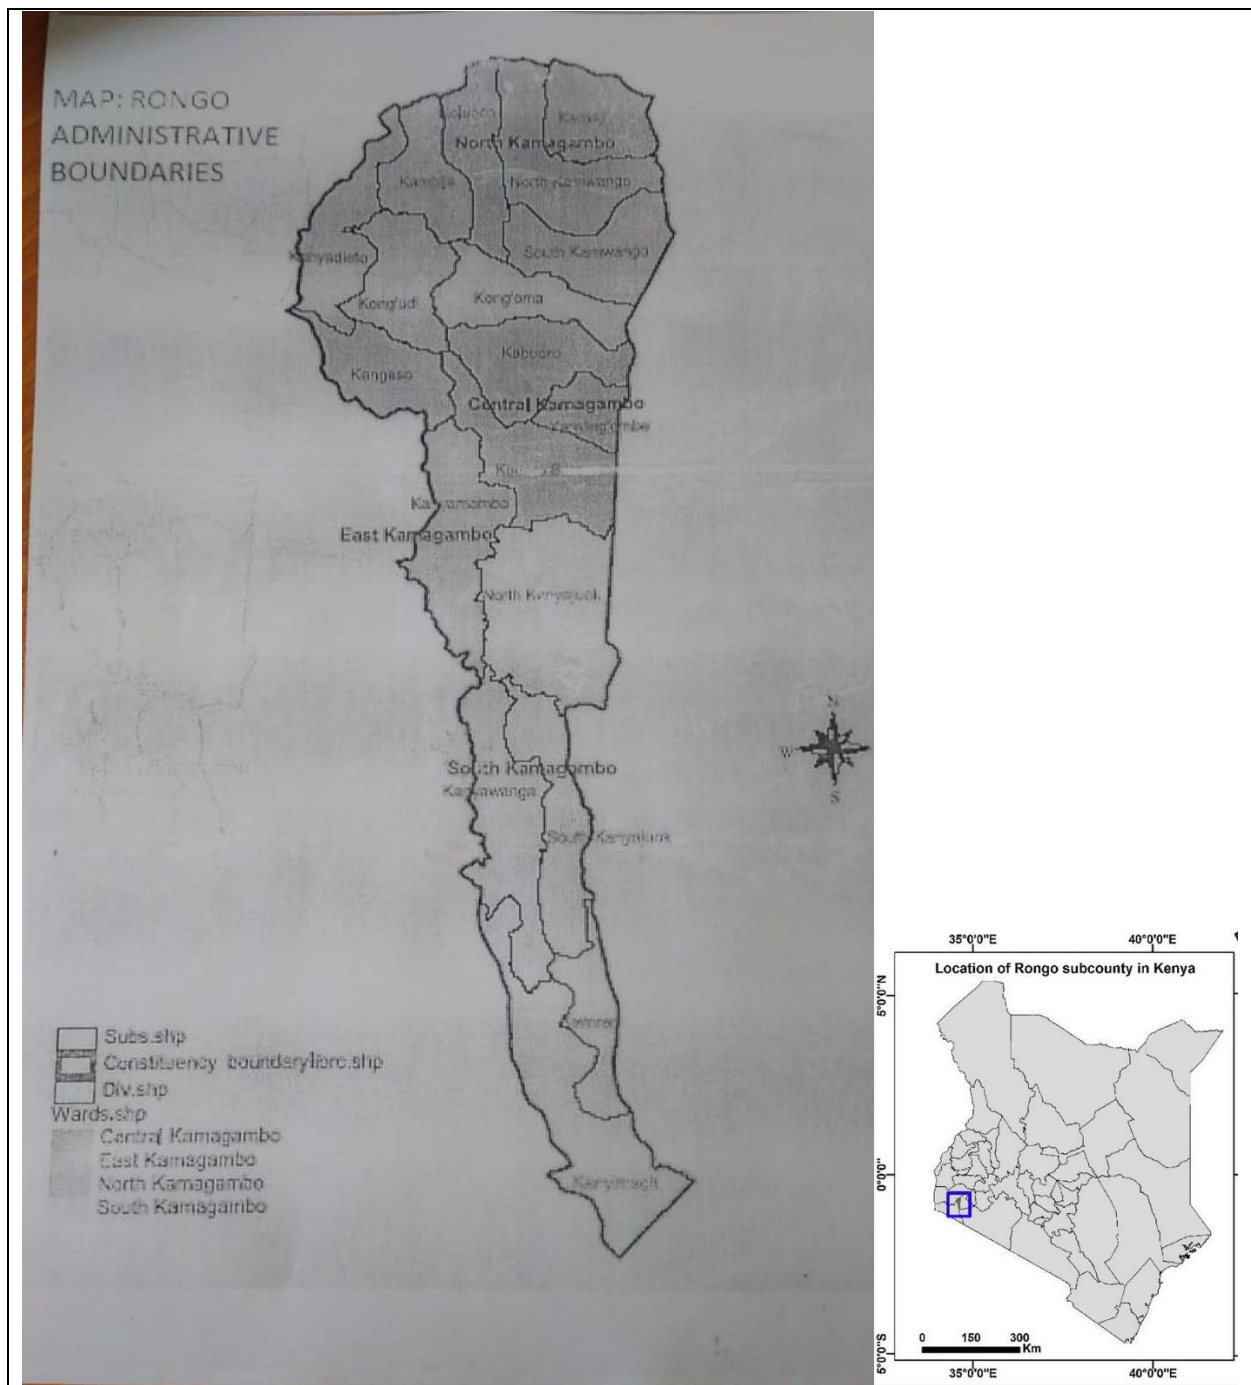 MAP: RONGO
ADMINISTRATIVE
BOUNDARIES
North Kamagambo
Kambija
North Kamwango
Kanyadieto
South Kamwango
Kong'udi
Kong'oma
Kabuoro
Kangeso
Central Kamagambo
East Kamagambo
North Kanyajuok
N
W
S
South Kamagambo
Kanyawanga
South Kanyajuok
Kanyimach
Subs.shp
Constituency boundarylibre.shp
Div.shp
Wards.shp
Central Kamagambo
East Kamagambo
North Kamagambo
South Kamagambo
35°0'0"E 40°0'0"E
Location of Rongo subcounty in Kenya
5°0'0"N
0°0'0"
5°0'0"S
0 150 300
Km
35°0'0"E 40°0'0"E